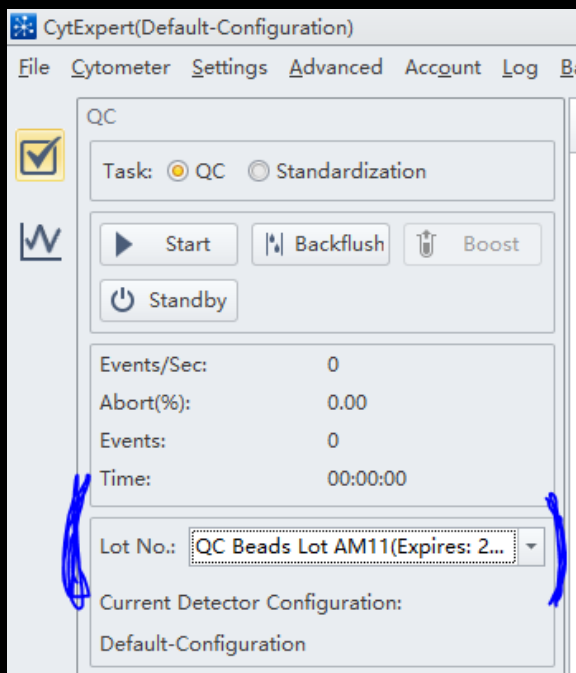 CytExpert(Default-Configuration)
File Cytometer Settings Advanced Account Log Ba
QC
Task: QC Standardization
Start Backflush Boost
Standby
Events/Sec: 0
Abort(%): 0.00
Events: 0
Time: 00:00:00
Lot No.: QC Beads Lot AM11(Expires: 2...
Current Detector Configuration:
Default-Configuration